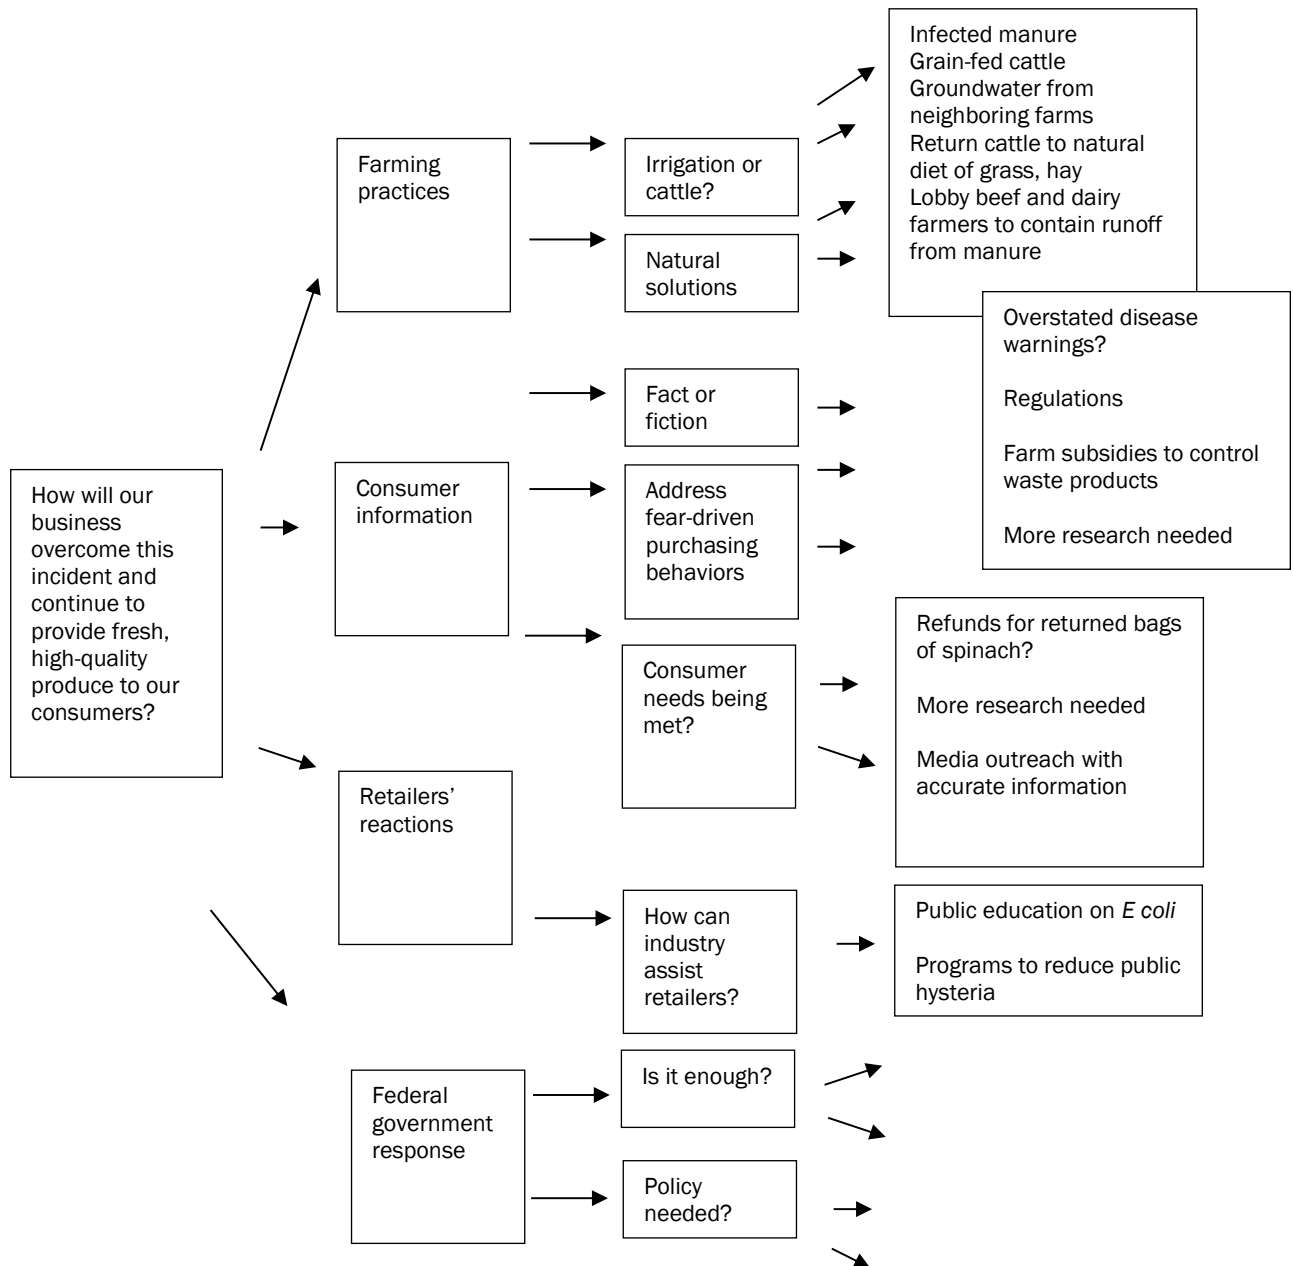 How will our
business
overcome this
incident and
continue to
provide fresh,
high-quality
produce to our
consumers?
Farming
practices
Irrigation or
cattle?
Natural
solutions
Infected manure
Grain-fed cattle
Groundwater from
neighboring farms
Return cattle to natural
diet of grass, hay
Lobby beef and dairy
farmers to contain runoff
from manure
Consumer
information
Fact or
fiction
Address
fear-driven
purchasing
behaviors
Consumer
needs being
met?
Overstated disease
warnings?
Regulations
Farm subsidies to control
waste products
More research needed
Refunds for returned bags
of spinach?
More research needed
Media outreach with
accurate information
Retailers’
reactions
How can
industry
assist
retailers?
Public education on E coli
Programs to reduce public
hysteria
Federal
government
response
Is it enough?
Policy
needed?